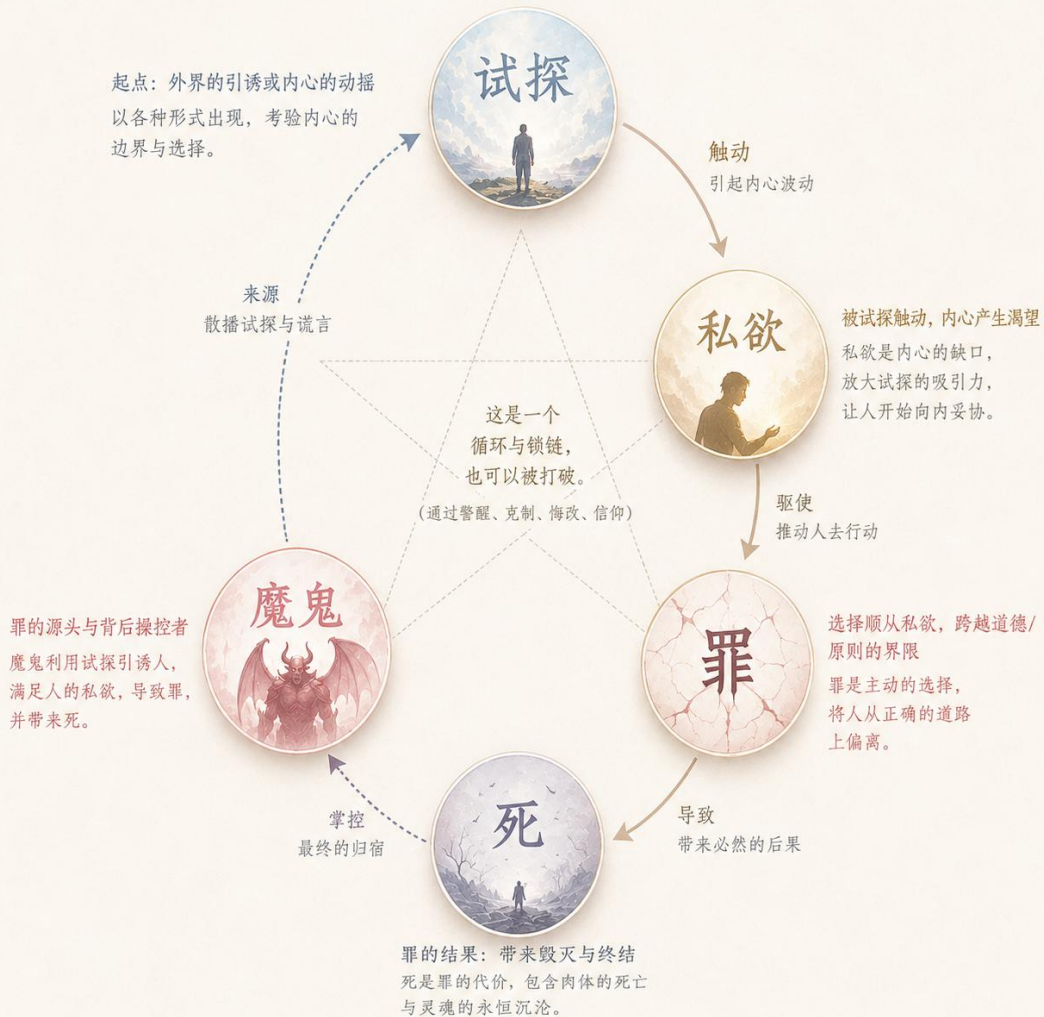 试探
起点：外界的引诱或内心的动摇
以各种形式出现，考验内心的
边界与选择。
触动
引起内心波动
来源
散播试探与谎言
私欲
被试探触动，内心产生渴望
私欲是内心的缺口，
放大试探的吸引力，
让人开始向内妥协。
这是一个
循环与锁链，
也可以被打破。
（通过警醒、克制、悔改、信仰）
驱使
推动人去行动
魔鬼
罪的源头与背后操控者
魔鬼利用试探引诱人，
满足人的私欲，导致罪，
并带来死。
罪
选择顺从私欲，跨越道德/
原则的界限
罪是主动的选择，
将人从正确的道路
上偏离。
掌控
最终的归宿
死
导致
带来必然的后果
罪的结果：带来毁灭与终结
死是罪的代价，包含肉体的死亡
与灵魂的永恒沉沦。